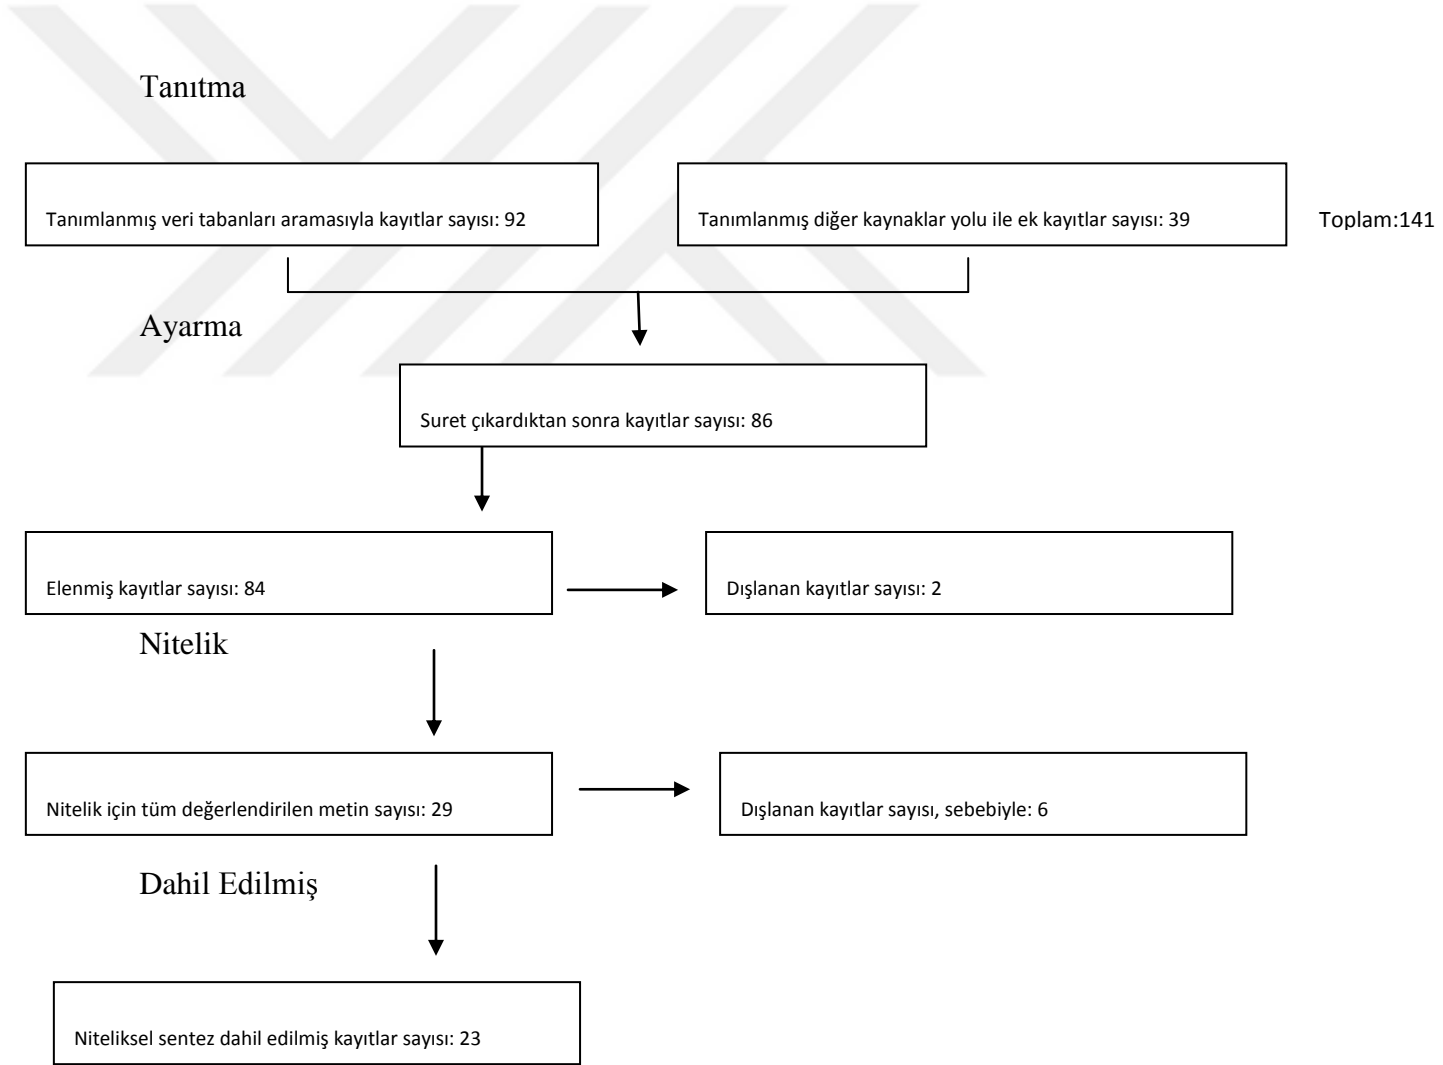 Tanıtma
Tanımlanmış veri tabanları aramasıyla kayıtlar sayısı: 92
Tanımlanmış diğer kaynaklar yolu ile ek kayıtlar sayısı: 39
Toplam:141
Ayarma
Suret çıkardıktan sonra kayıtlar sayısı: 86
Elenmiş kayıtlar sayısı: 84
Dışlanan kayıtlar sayısı: 2
Nitelik
Nitelik için tüm değerlendirilen metin sayısı: 29
Dışlanan kayıtlar sayısı, sebebiyle: 6
Dahil Edilmiş
Niteliksel sentez dahil edilmiş kayıtlar sayısı: 23